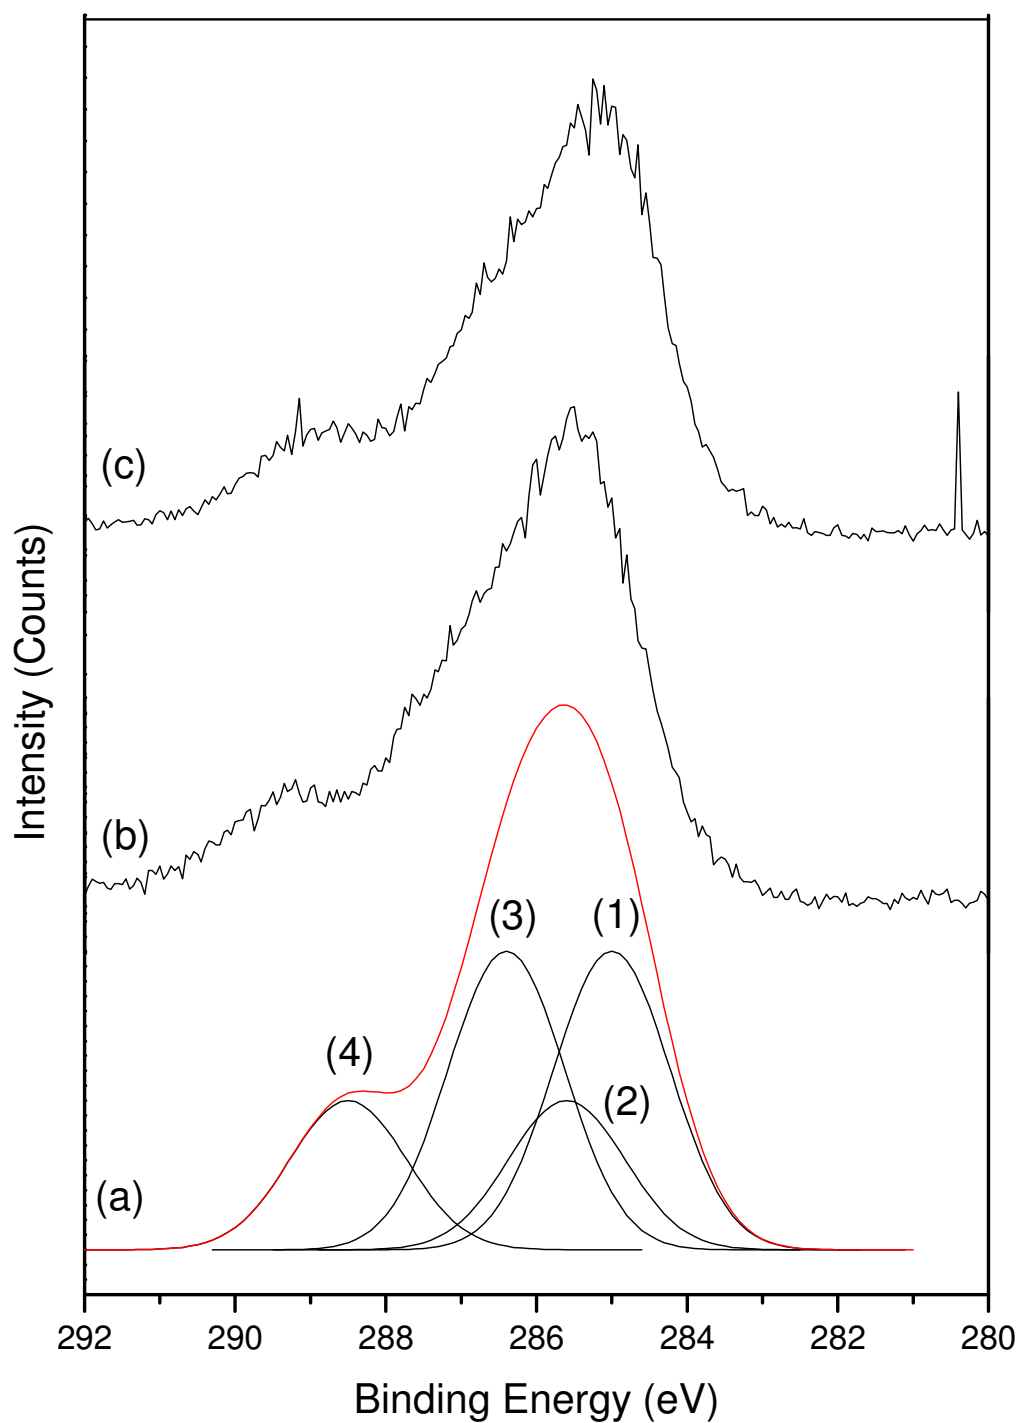 (c)
(b)
(3) (1)
(4)
(2)
(a)
Intensity (Counts)
292 290 288 286 284 282 280
Binding Energy (eV)